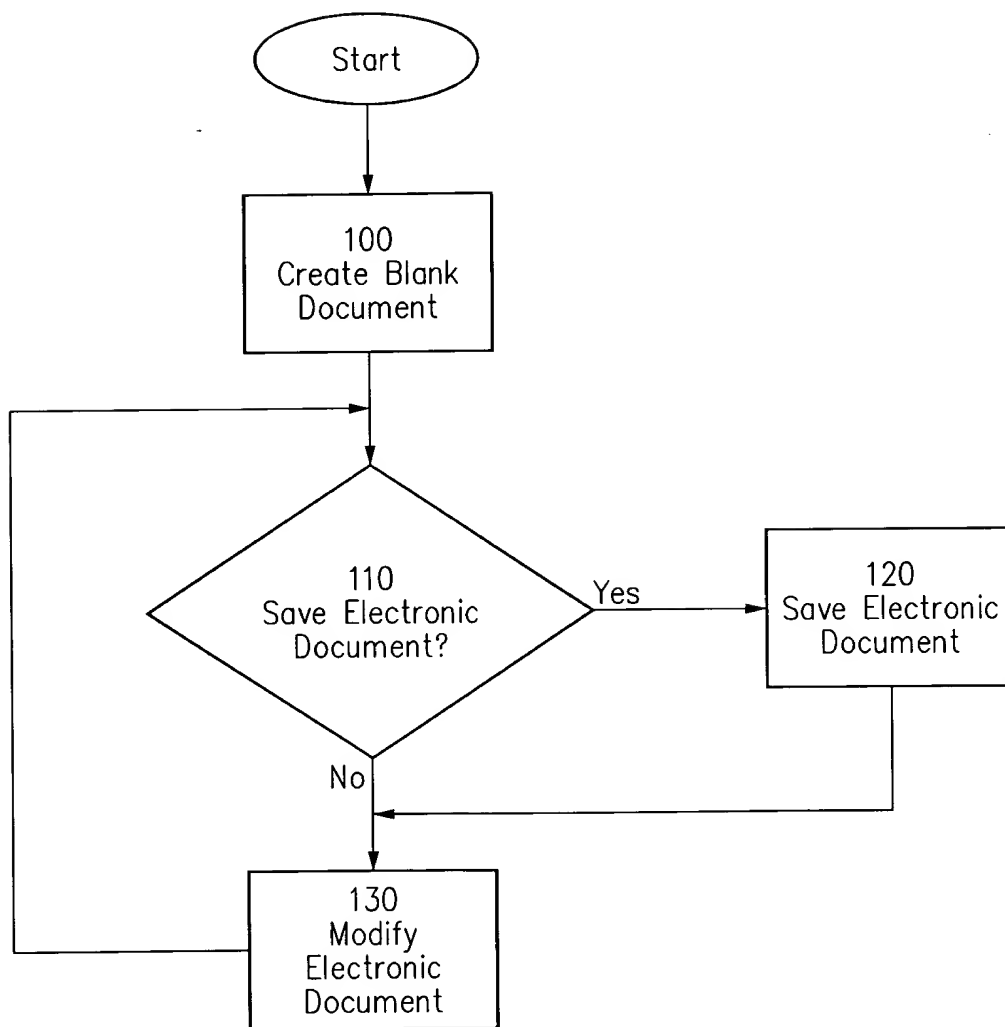 Start
100
Create Blank
Document
110
Save Electronic
Document?
Yes
120
Save Electronic
Document
No
130
Modify
Electronic
Document